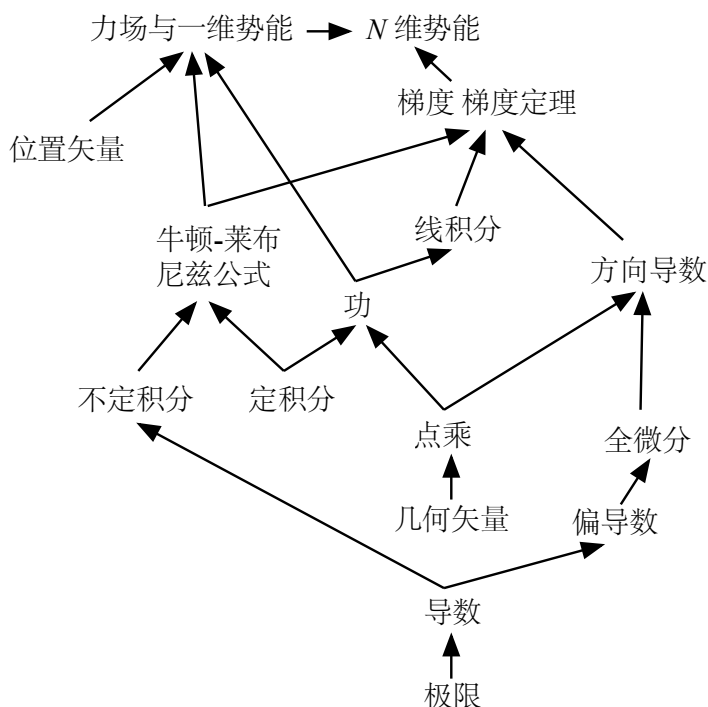 力场与一维势能
N 维势能
梯度 梯度定理
位置矢量
牛顿-莱布
尼兹公式
线积分
方向导数
功
不定积分
定积分
点乘
全微分
几何矢量
偏导数
导数
极限